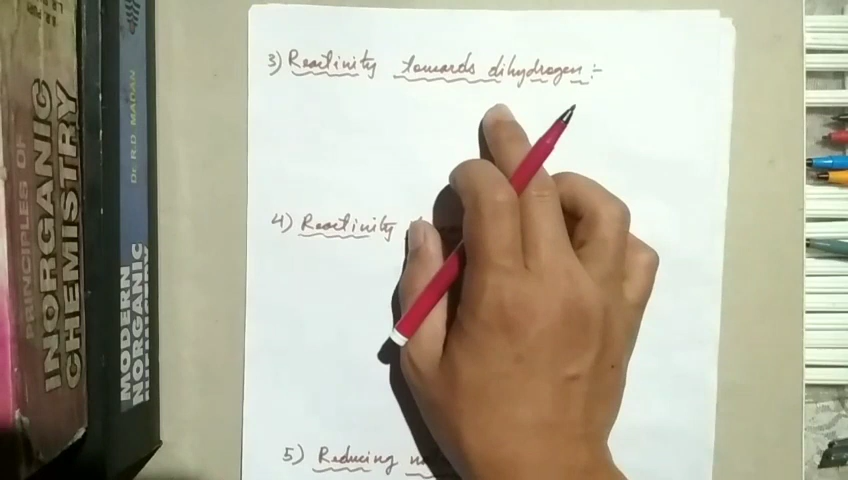 PRINCIPLES OF
INORGANIC
CHEMISTRY
Dr. R.D. MADAN
MODERN
3) Reactivity towards dihydrogen :-
4) Reactivity
5) Reducing